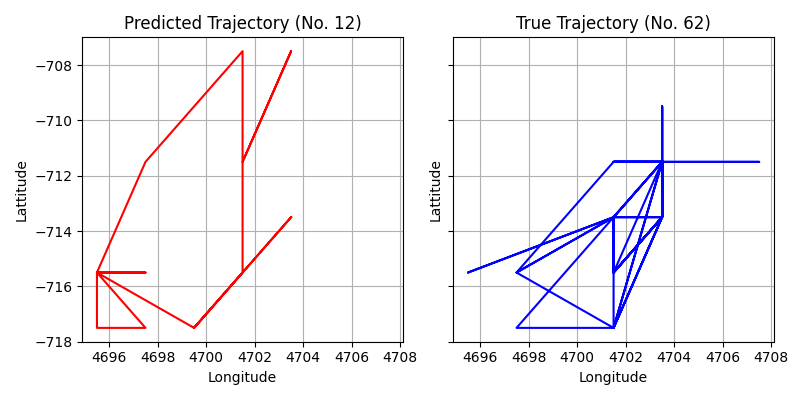 Predicted Trajectory (No. 12)
True Trajectory (No. 62)
−708
−710
−712
−714
−716
−718
Lattitude
Lattitude
4696 4698 4700 4702 4704 4706 4708
4696 4698 4700 4702 4704 4706 4708
Longitude
Longitude